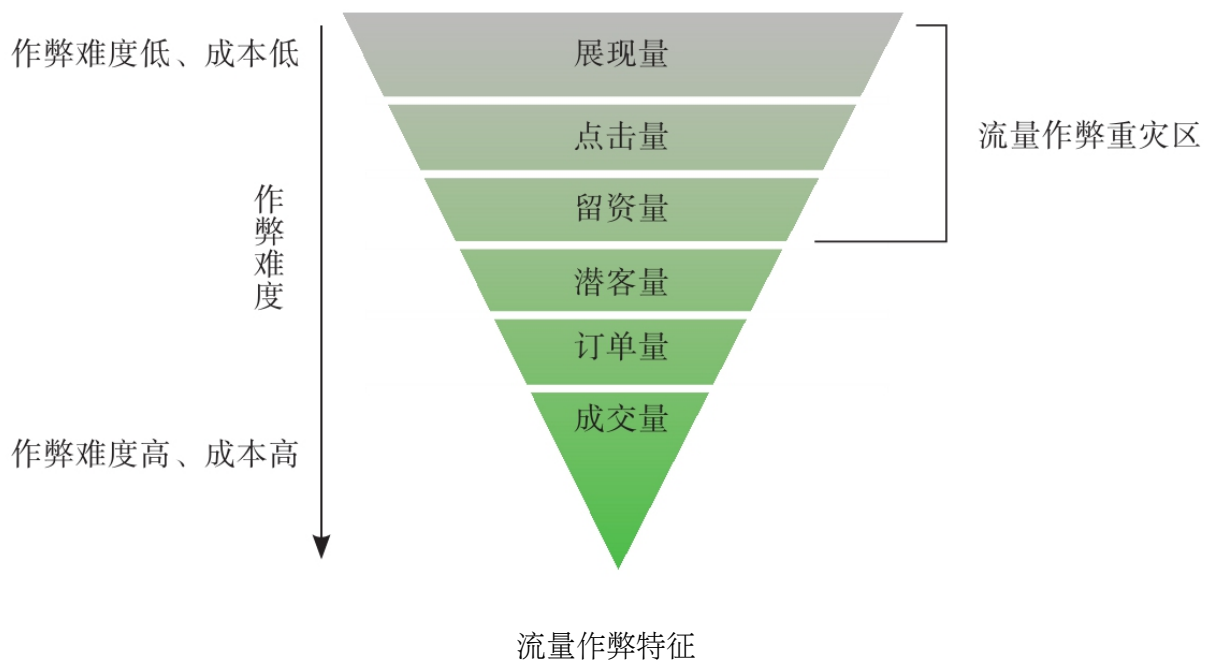 作弊难度低、成本低
展现量
点击量
流量作弊重灾区
留资量
作弊难度
潜客量
订单量
成交量
作弊难度高、成本高
流量作弊特征